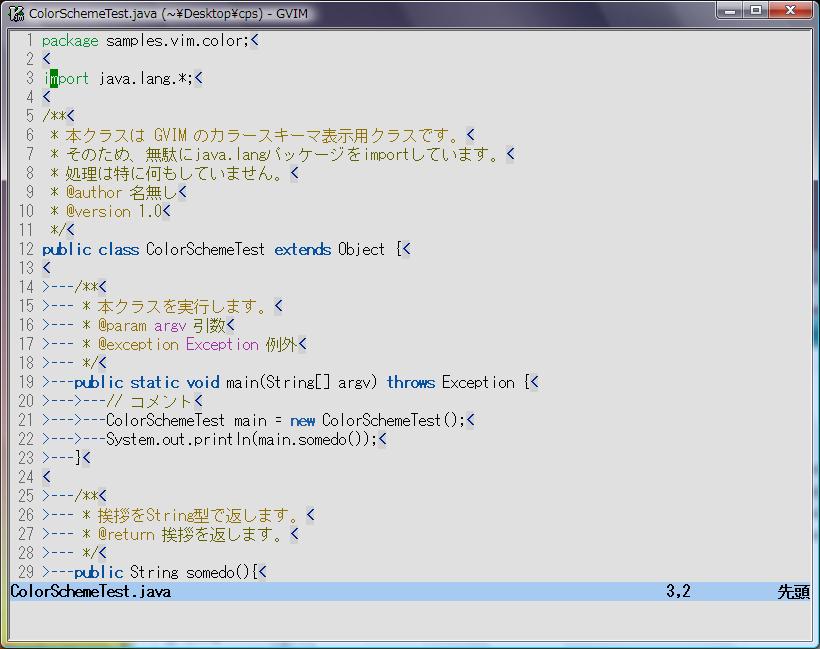 ColorSchemeTest.java (~¥Desktop¥cps) - GVIM
1 package samples.vim.color;<
2 <
3 import java.lang.*;<
4 <
5 /**<
6  * 本クラスは GVIM のカラースキーマ表示用クラスです。<
7  * そのため、無駄にjava.langパッケージをimportしています。<
8  * 処理は特に何もしていません。<
9  * @author 名無し<
10  * @version 1.0<
11  */<
12 public class ColorSchemeTest extends Object {<
13 <
14 >---/**<
15 >--- * 本クラスを実行します。<
16 >--- * @param argv 引数<
17 >--- * @exception Exception 例外<
18 >--- */<
19 >---public static void main(String[] argv) throws Exception {<
20 >--->---// コメント<
21 >--->---ColorSchemeTest main = new ColorSchemeTest();<
22 >--->---System.out.println(main.somedo());<
23 >---}<
24 <
25 >---/**<
26 >--- * 挨拶をString型で返します。<
27 >--- * @return 挨拶を返します。<
28 >--- */<
29 >---public String somedo(){<
ColorSchemeTest.java 3,2 先頭